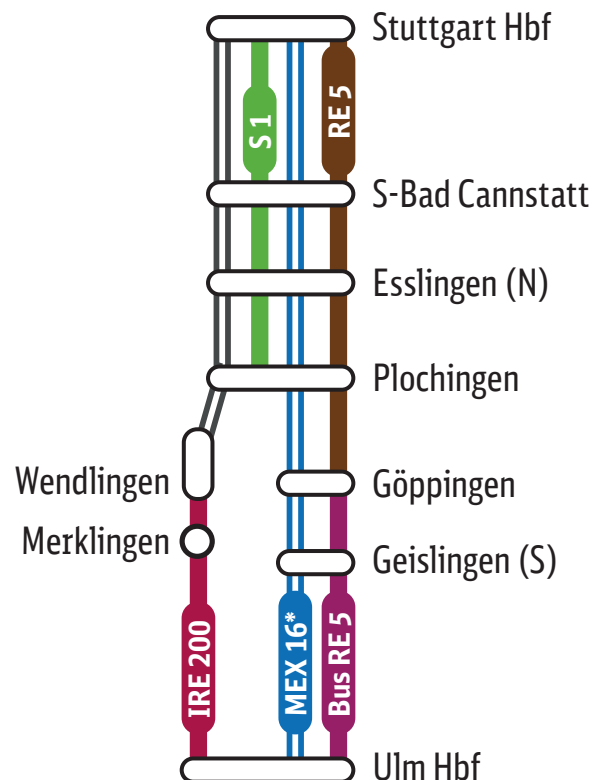 Stuttgart Hbf
S 1
RE 5
S-Bad Cannstatt
Esslingen (N)
Plochingen
Wendlingen
Göppingen
Merklingen
Geislingen (S)
IRE 200
MEX 16*
Bus RE 5
Ulm Hbf